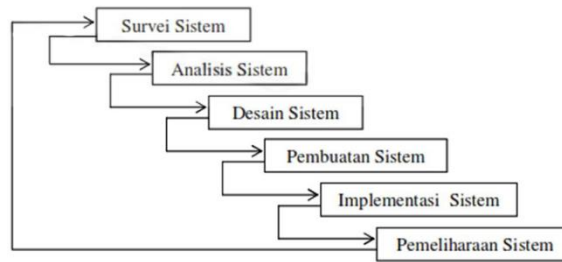 Survei Sistem
Analisis Sistem
Desain Sistem
Pembuatan Sistem
Implementasi Sistem
Pemeliharaan Sistem